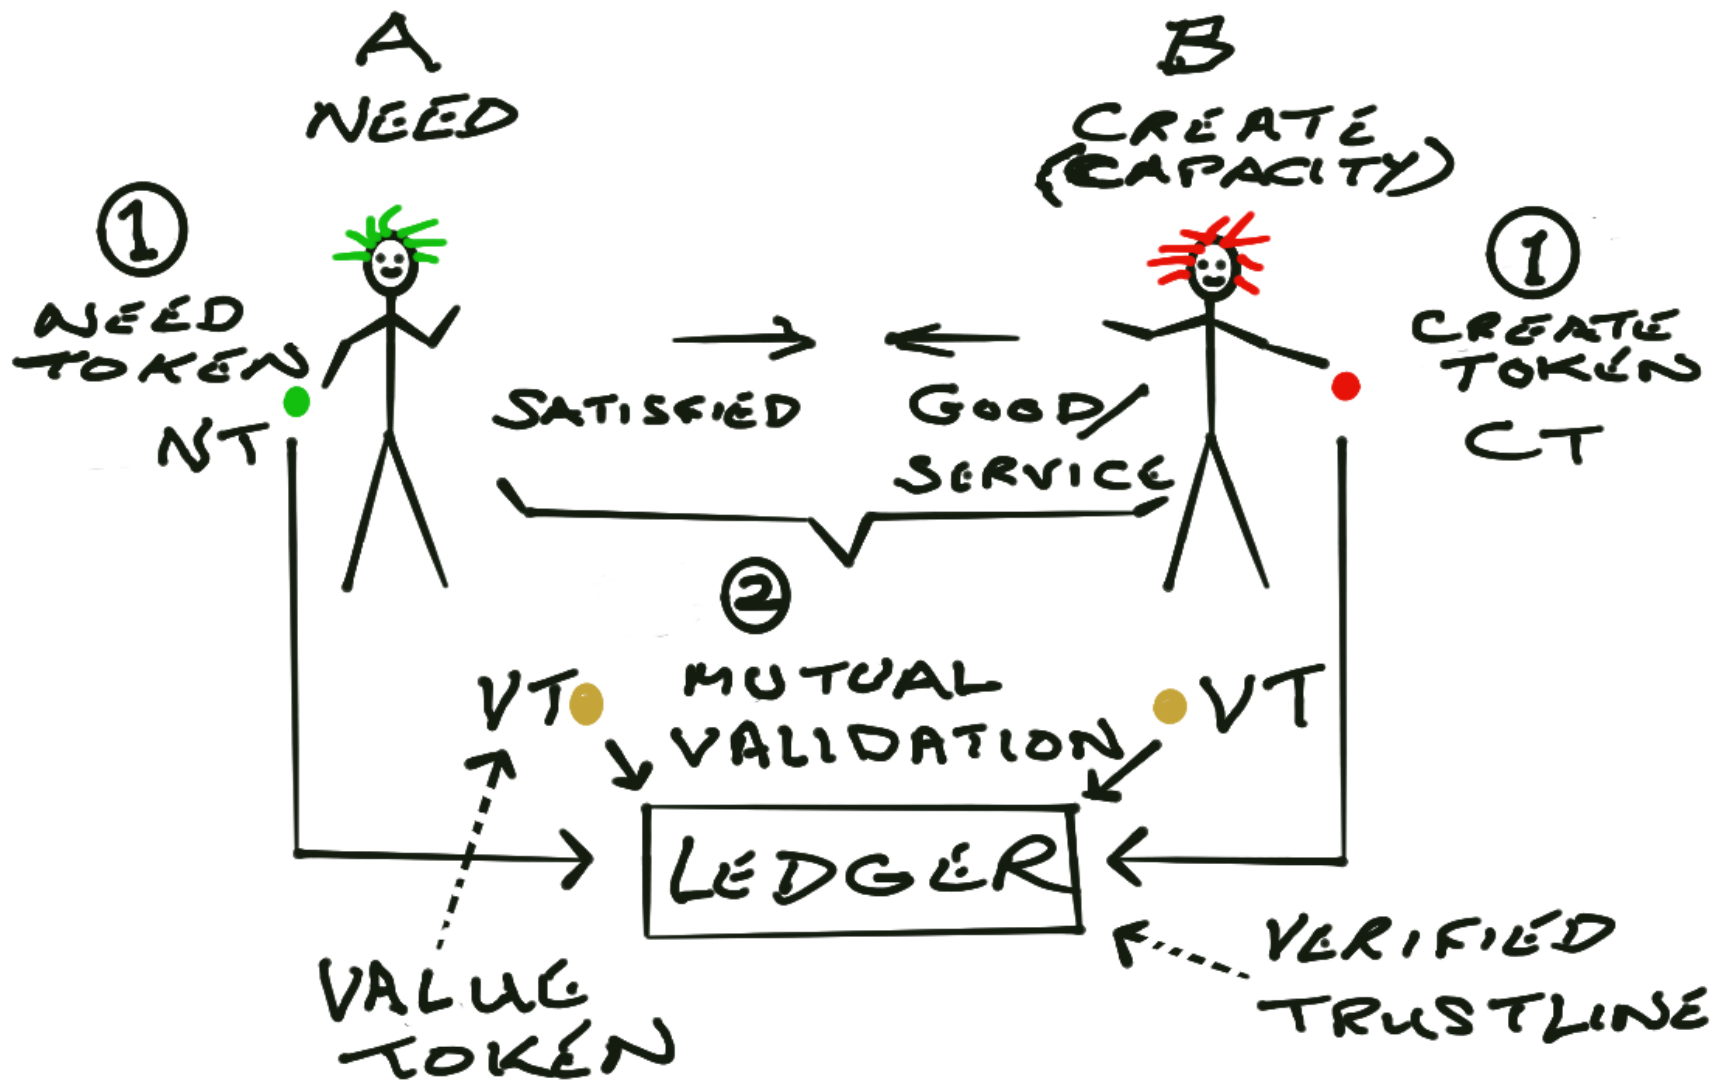 A
NEED
B
CREATE
(CAPACITY)
1
NEED
TOKEN
NT
1
CREATE
TOKEN
CT
SATISFIED
GOOD/
SERVICE
2
MUTUAL
VALIDATION
VT
VT
LEDGER
VALUE
TOKEN
VERIFIED
TRUSTLINE